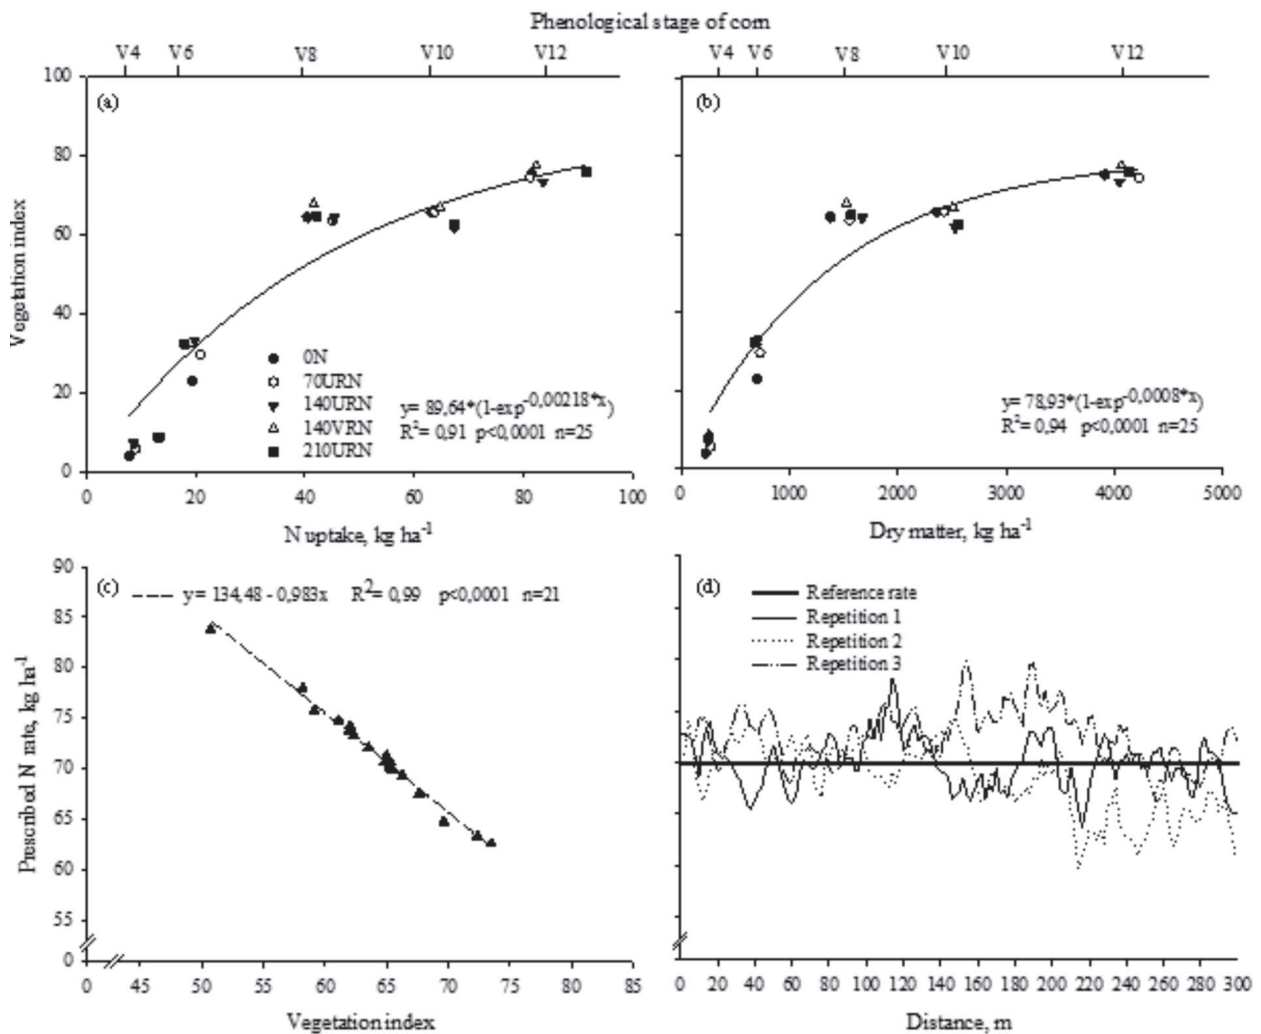 Phenological stage of corn
V4 V6 V8 V10 V12
V4 V6 V8 V10 V12
Vegetation index
100
80
60
40
20
0
(a)
0N
70URN
140URN
140VRN
210URN
y= 89,64*(1-exp-0,00218*x)
R2= 0,91 p<0,0001 n=25
0 20 40 60 80 100
N uptake, kg ha-1
(b)
y= 78,93*(1-exp-0,0008*x)
R2= 0,94 p<0,0001 n=25
0 1000 2000 3000 4000 5000
Dry matter, kg ha-1
Prescribed N rate, kg ha-1
90
85
80
75
70
65
60
55
0
(c)
y= 134,48 - 0,983x R2= 0,99 p<0,0001 n=21
0 45 50 55 60 65 70 75 80 85
Vegetation index
(d)
Reference rate
Repetition 1
Repetition 2
Repetition 3
0 20 40 60 80 100 120 140 160 180 200 220 240 260 280 300
Distance, m